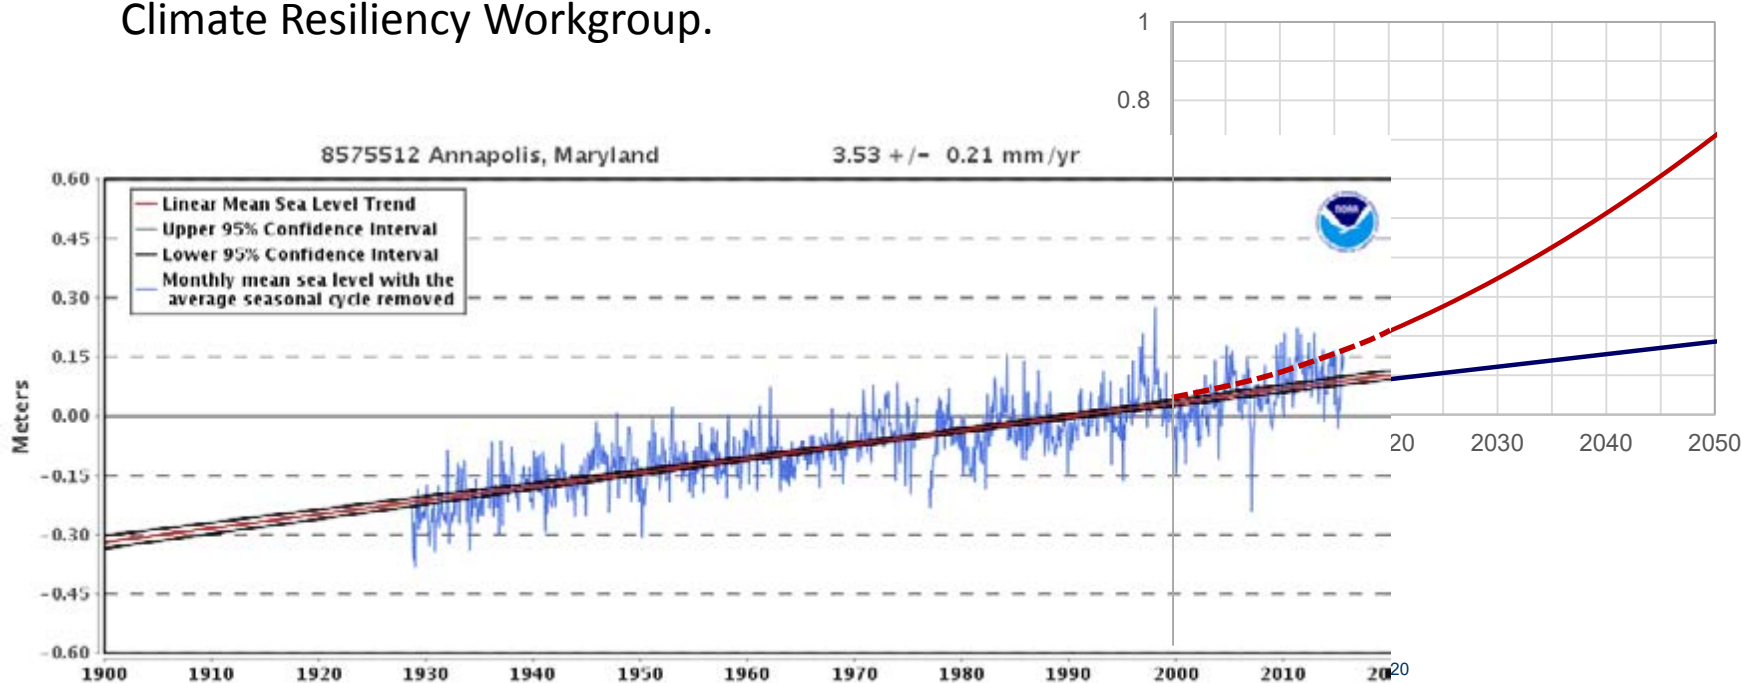 Climate Resiliency Workgroup.
1
0.8
8575512 Annapolis, Maryland 3.53 +/- 0.21 mm/yr
0.60
0.45
0.30
0.15
0.00
-0.15
-0.30
-0.45
-0.60
Meters
Linear Mean Sea Level Trend
Upper 95% Confidence Interval
Lower 95% Confidence Interval
Monthly mean sea level with the
average seasonal cycle removed
noaa
20 2030 2040 2050
1900 1910 1920 1930 1940 1950 1960 1970 1980 1990 2000 2010 20
20